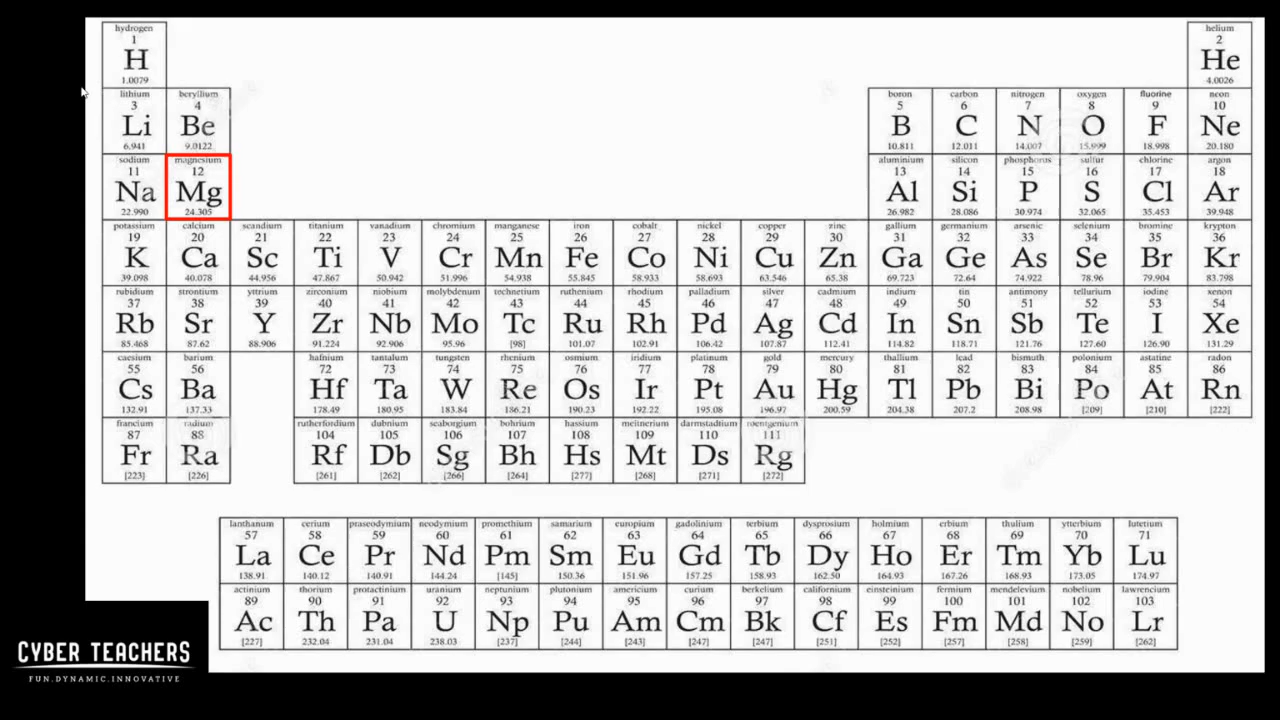 hydrogen helium
1 2
H He
1.0079 4.0026
lithium beryllium boron carbon nitrogen oxygen fluorine neon
3 4 5 6 7 8 9 10
Li Be B C N O F Ne
6.941 9.0122 10.811 12.011 14.007 15.999 18.998 20.180
sodium magnesium aluminium silicon phosphorus sulfur chlorine argon
11 12 13 14 15 16 17 18
Na Mg Al Si P S Cl Ar
22.990 24.305 26.982 28.086 30.974 32.065 35.453 39.948
potassium calcium scandium titanium vanadium chromium manganese iron cobalt nickel copper zinc gallium germanium arsenic selenium bromine krypton
19 20 21 22 23 24 25 26 27 28 29 30 31 32 33 34 35 36
K Ca Sc Ti V Cr Mn Fe Co Ni Cu Zn Ga Ge As Se Br Kr
39.098 40.078 44.956 47.867 50.942 51.996 54.938 55.845 58.933 58.693 63.546 65.38 69.723 72.64 74.922 78.96 79.904 83.798
rubidium strontium yttrium zirconium niobium molybdenum technetium ruthenium rhodium palladium silver cadmium indium tin antimony tellurium iodine xenon
37 38 39 40 41 42 43 44 45 46 47 48 49 50 51 52 53 54
Rb Sr Y Zr Nb Mo Tc Ru Rh Pd Ag Cd In Sn Sb Te I Xe
85.468 87.62 88.906 91.224 92.906 95.96 [98] 101.07 102.91 106.42 107.87 112.41 114.82 118.71 121.76 127.60 126.90 131.29
caesium barium hafnium tantalum tungsten rhenium osmium iridium platinum gold mercury thallium lead bismuth polonium astatine radon
55 56 72 73 74 75 76 77 78 79 80 81 82 83 84 85 86
Cs Ba Hf Ta W Re Os Ir Pt Au Hg Tl Pb Bi Po At Rn
132.91 137.33 178.49 180.95 183.84 186.21 190.23 192.22 195.08 196.97 200.59 204.38 207.2 208.98 [209] [210] [222]
francium radium rutherfordium dubnium seaborgium bohrium hassium meitnerium darmstadtium roentgenium
87 88 104 105 106 107 108 109 110 111
Fr Ra Rf Db Sg Bh Hs Mt Ds Rg
[223] [226] [261] [262] [266] [264] [277] [268] [271] [272]
lanthanum cerium praseodymium neodymium promethium samarium europium gadolinium terbium dysprosium holmium erbium thulium ytterbium lutetium
57 58 59 60 61 62 63 64 65 66 67 68 69 70 71
La Ce Pr Nd Pm Sm Eu Gd Tb Dy Ho Er Tm Yb Lu
138.91 140.12 140.91 144.24 [145] 150.36 151.96 157.25 158.93 162.50 164.93 167.26 168.93 173.05 174.97
actinium thorium protactinium uranium neptunium plutonium americium curium berkelium californium einsteinium fermium mendelevium nobelium lawrencium
89 90 91 92 93 94 95 96 97 98 99 100 101 102 103
Ac Th Pa U Np Pu Am Cm Bk Cf Es Fm Md No Lr
[227] 232.04 231.04 238.03 [237] [244] [243] [247] [247] [251] [252] [257] [258] [259] [262]
CYBER TEACHERS
FUN.DYNAMIC.INNOVATIVE